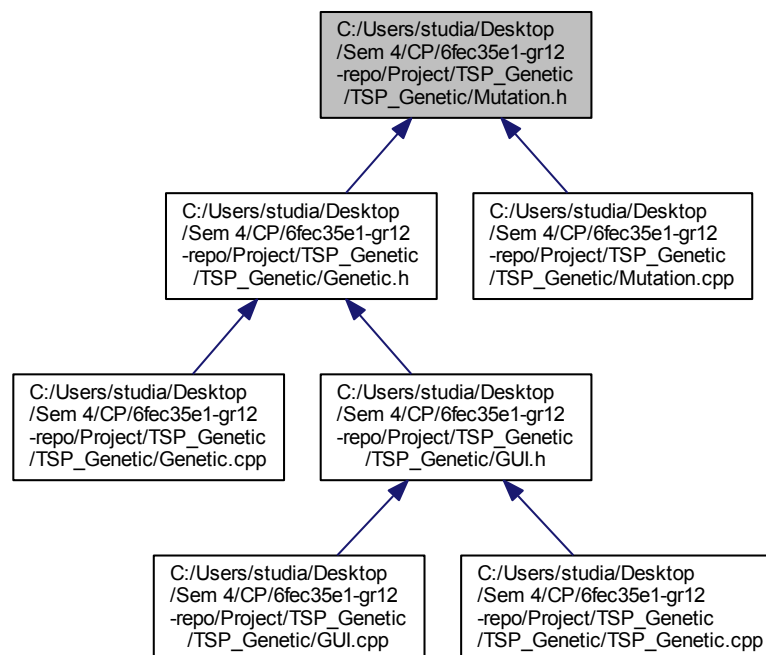 C:/Users/studia/Desktop
/Sem 4/CP/6fec35e1-gr12
-repo/Project/TSP_Genetic
/TSP_Genetic/Mutation.h
C:/Users/studia/Desktop
/Sem 4/CP/6fec35e1-gr12
-repo/Project/TSP_Genetic
/TSP_Genetic/Genetic.h
C:/Users/studia/Desktop
/Sem 4/CP/6fec35e1-gr12
-repo/Project/TSP_Genetic
/TSP_Genetic/Mutation.cpp
C:/Users/studia/Desktop
/Sem 4/CP/6fec35e1-gr12
-repo/Project/TSP_Genetic
/TSP_Genetic/Genetic.cpp
C:/Users/studia/Desktop
/Sem 4/CP/6fec35e1-gr12
-repo/Project/TSP_Genetic
/TSP_Genetic/GUI.h
C:/Users/studia/Desktop
/Sem 4/CP/6fec35e1-gr12
-repo/Project/TSP_Genetic
/TSP_Genetic/GUI.cpp
C:/Users/studia/Desktop
/Sem 4/CP/6fec35e1-gr12
-repo/Project/TSP_Genetic
/TSP_Genetic/TSP_Genetic.cpp